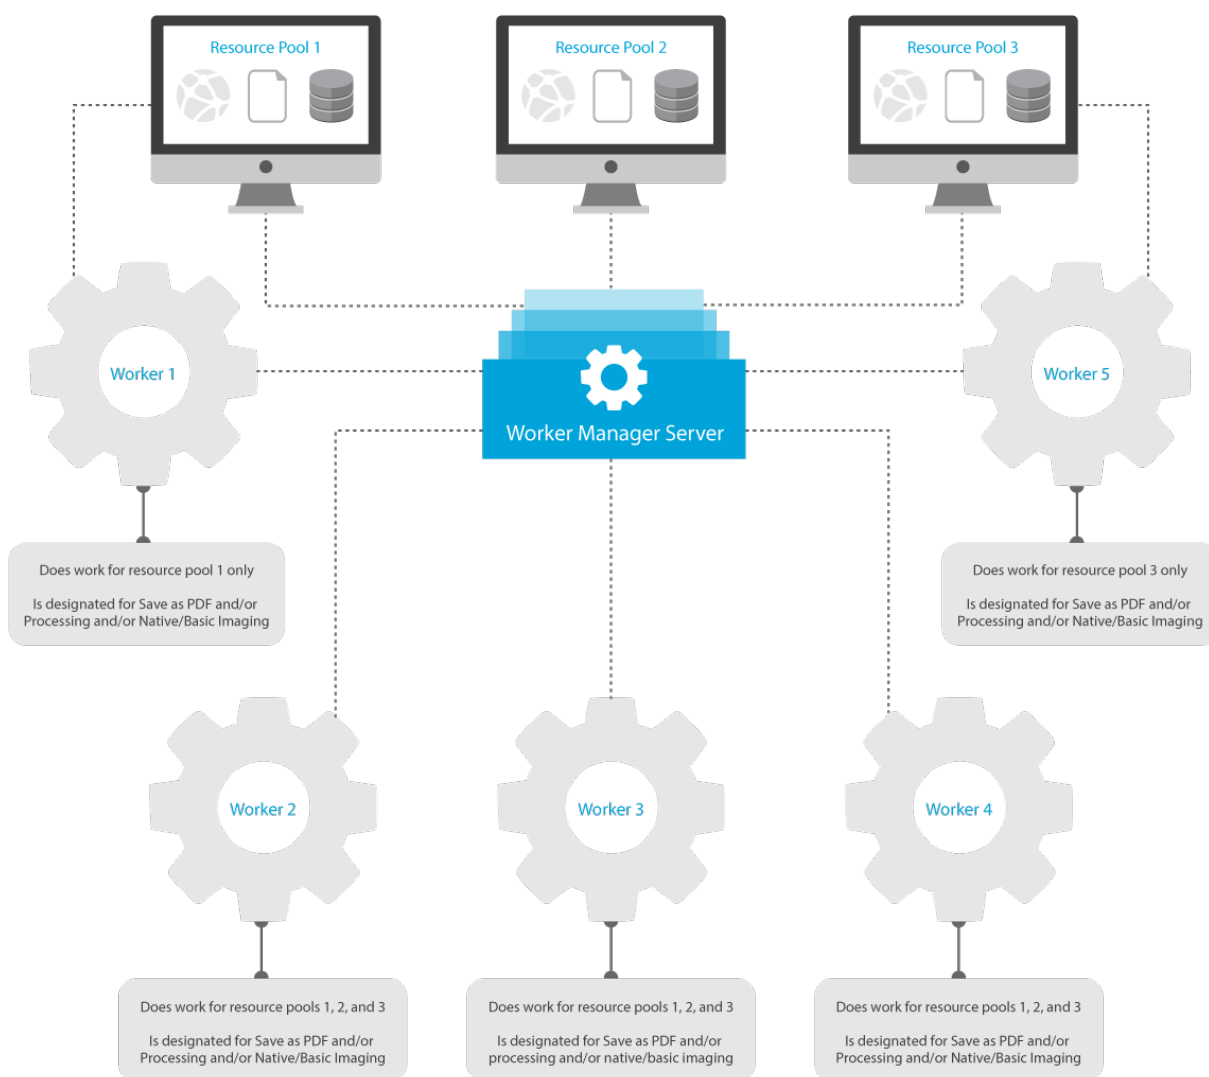 Resource Pool 1
Resource Pool 2
Resource Pool 3
Worker 1
Worker 5
Worker Manager Server
Does work for resource pool 1 only
Is designated for Save as PDF and/or
Processing and/or Native/Basic Imaging
Does work for resource pool 3 only
Is designated for Save as PDF and/or
Processing and/or Native/Basic Imaging
Worker 2
Worker 3
Worker 4
Does work for resource pools 1, 2, and 3
Is designated for Save as PDF and/or
Processing and/or Native/Basic Imaging
Does work for resource pools 1, 2, and 3
Is designated for Save as PDF and/or
processing and/or native/basic imaging
Does work for resource pools 1, 2, and 3
Is designated for Save as PDF and/or
Processing and/or Native/Basic Imaging